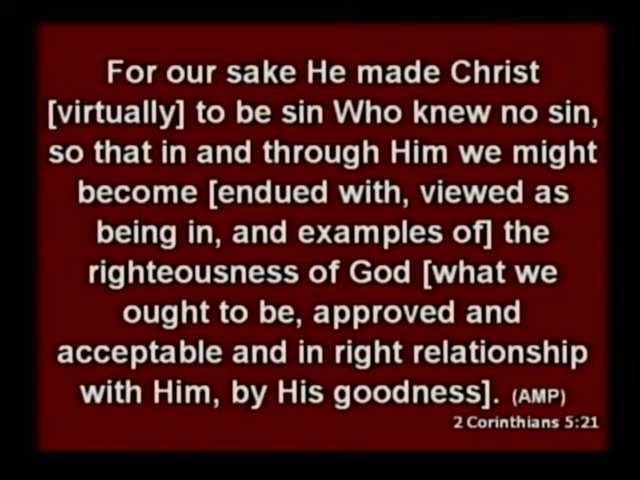 For our sake He made Christ
[virtually] to be sin Who knew no sin,
so that in and through Him we might
become [endued with, viewed as
being in, and examples of] the
righteousness of God [what we
ought to be, approved and
acceptable and in right relationship
with Him, by His goodness]. (AMP)
2 Corinthians 5:21